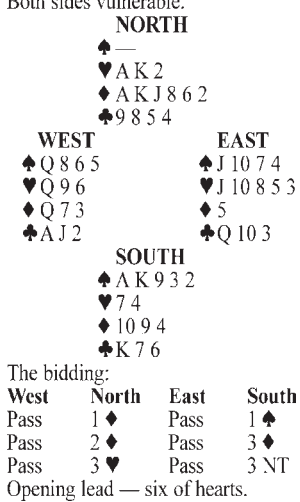 Both sides vulnerable.
NORTH
♠ —
♥ A K 2
♦ A K J 8 6 2
♣ 9 8 5 4
WEST EAST
♠ Q 8 6 5 ♠ J 10 7 4
♥ Q 9 6 ♥ J 10 8 5 3
♦ Q 7 3 ♦ 5
♣ A J 2 ♣ Q 10 3
SOUTH
♠ A K 9 3 2
♥ 7 4
♦ 10 9 4
♣ K 7 6
The bidding:
West North East South
Pass 1 ♦ Pass 1 ♠
Pass 2 ♦ Pass 3 ♦
Pass 3 ♥ Pass 3 NT
Opening lead — six of hearts.